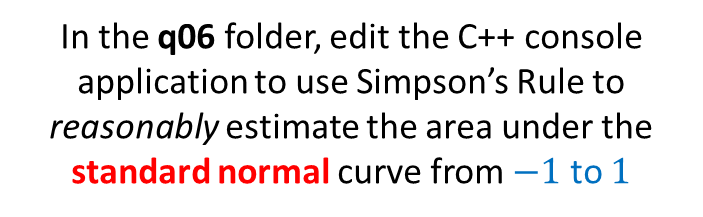 In the q06 folder, edit the C++ console
application to use Simpson’s Rule to
reasonably estimate the area under the
standard normal curve from −1 to 1